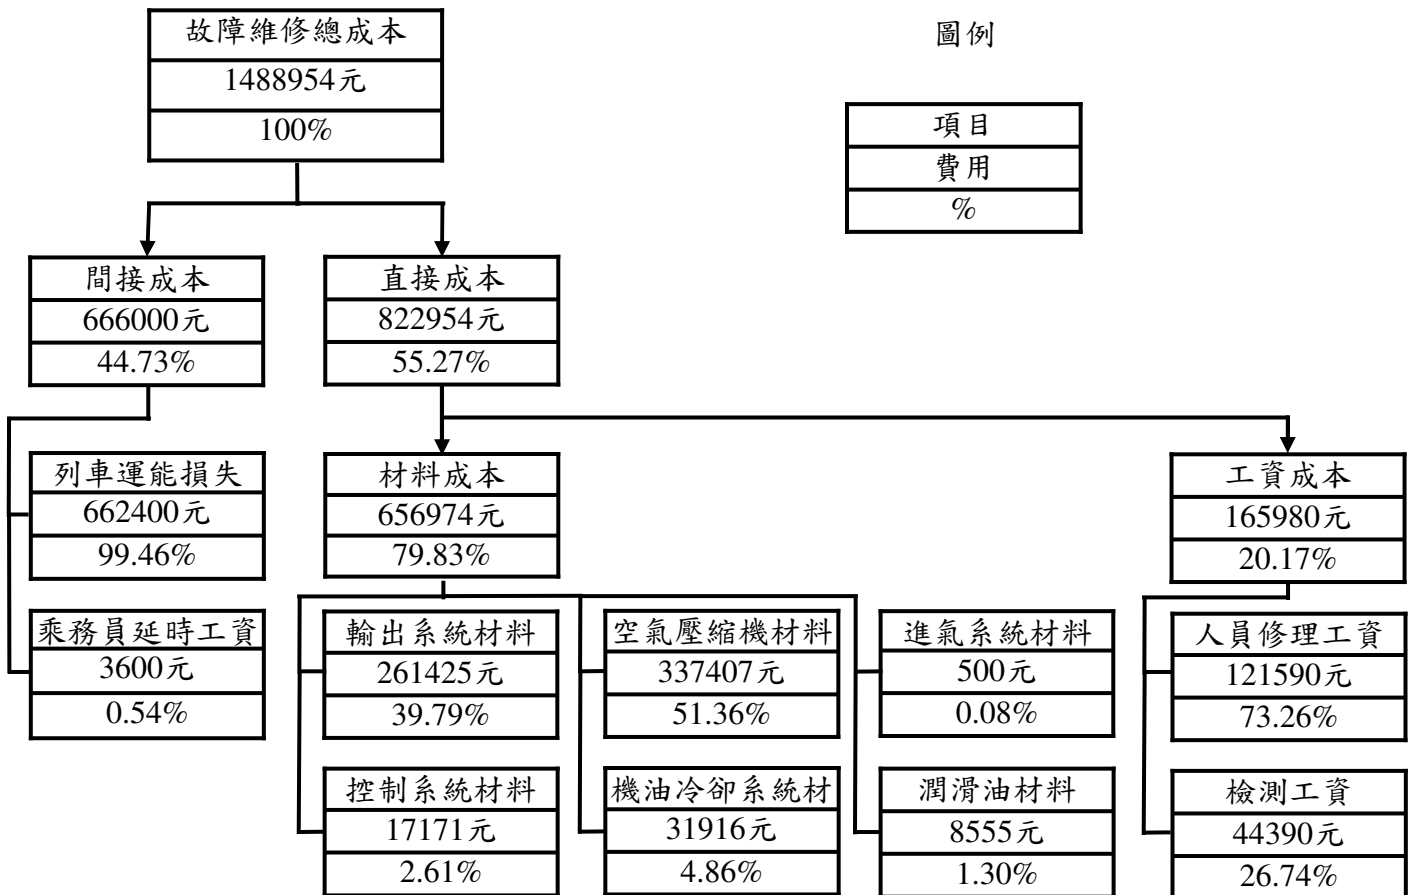 故障維修總成本
1488954元
100%
圖例
項目
費用
%
間接成本
666000元
44.73%
直接成本
822954元
55.27%
列車運能損失
662400元
99.46%
材料成本
656974元
79.83%
工資成本
165980元
20.17%
乘務員延時工資
3600元
0.54%
輸出系統材料
261425元
39.79%
空氣壓縮機材料
337407元
51.36%
進氣系統材料
500元
0.08%
人員修理工資
121590元
73.26%
控制系統材料
17171元
2.61%
機油冷卻系統材
31916元
4.86%
潤滑油材料
8555元
1.30%
檢測工資
44390元
26.74%